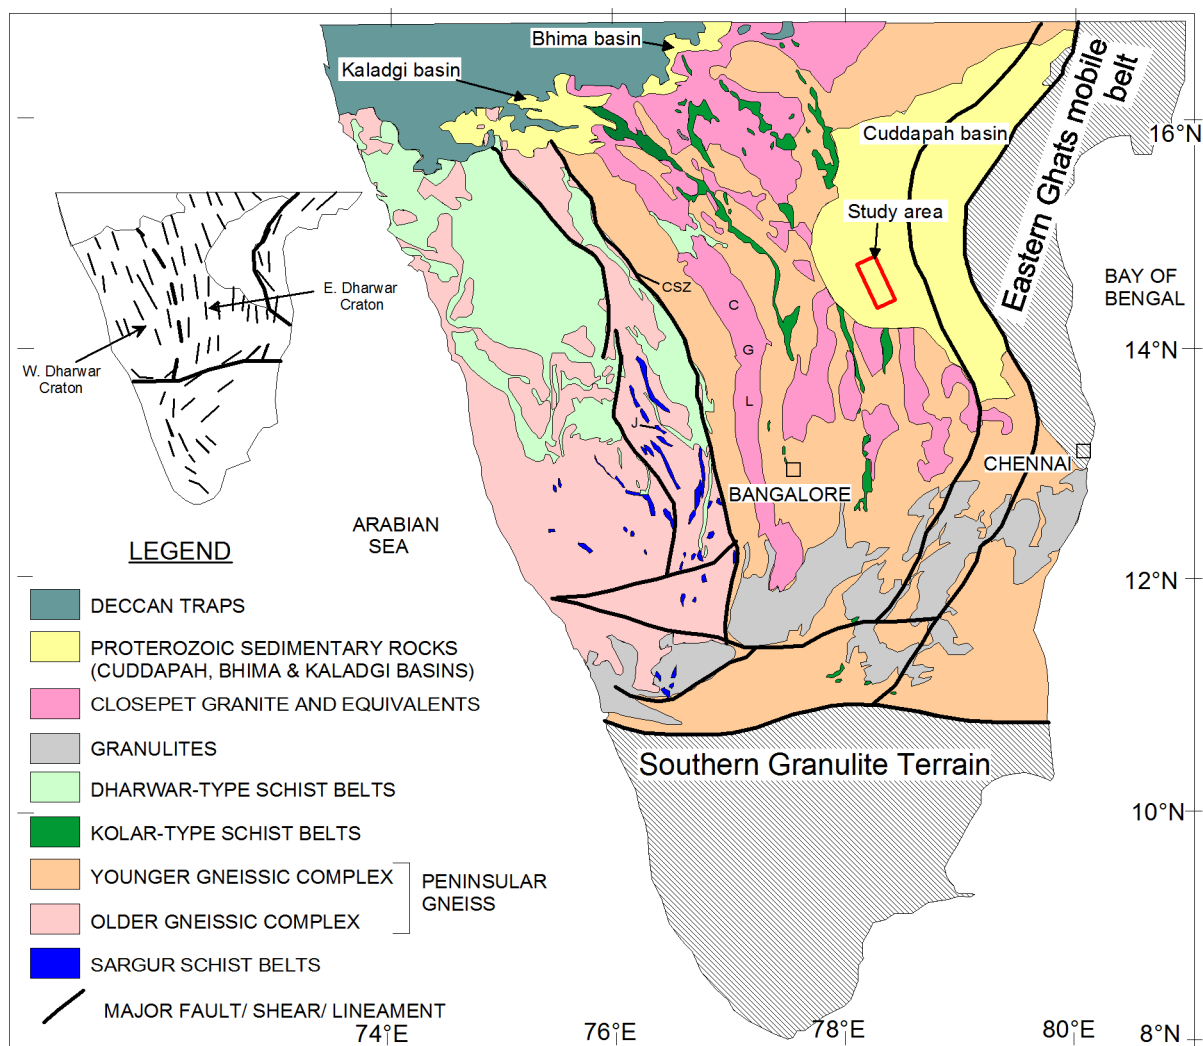 Bhima basin
Kaladgi basin
Eastern Ghats mobile
belt
16°N
Cuddapah basin
Study area
E. Dharwar
Craton
W. Dharwar
Craton
CSZ
BAY OF
BENGAL
C
G
L
14°N
J
CHENNAI
BANGALORE
ARABIAN
SEA
12°N
Southern Granulite Terrain
10°N
LEGEND
DECCAN TRAPS
PROTEROZOIC SEDIMENTARY ROCKS
(CUDDAPAH, BHIMA & KALADGI BASINS)
CLOSEPET GRANITE AND EQUIVALENTS
GRANULITES
DHARWAR-TYPE SCHIST BELTS
KOLAR-TYPE SCHIST BELTS
YOUNGER GNEISSIC COMPLEX
OLDER GNEISSIC COMPLEX
PENINSULAR
GNEISS
SARGUR SCHIST BELTS
MAJOR FAULT/ SHEAR/ LINEAMENT
74°E
76°E
78°E
80°E
8°N